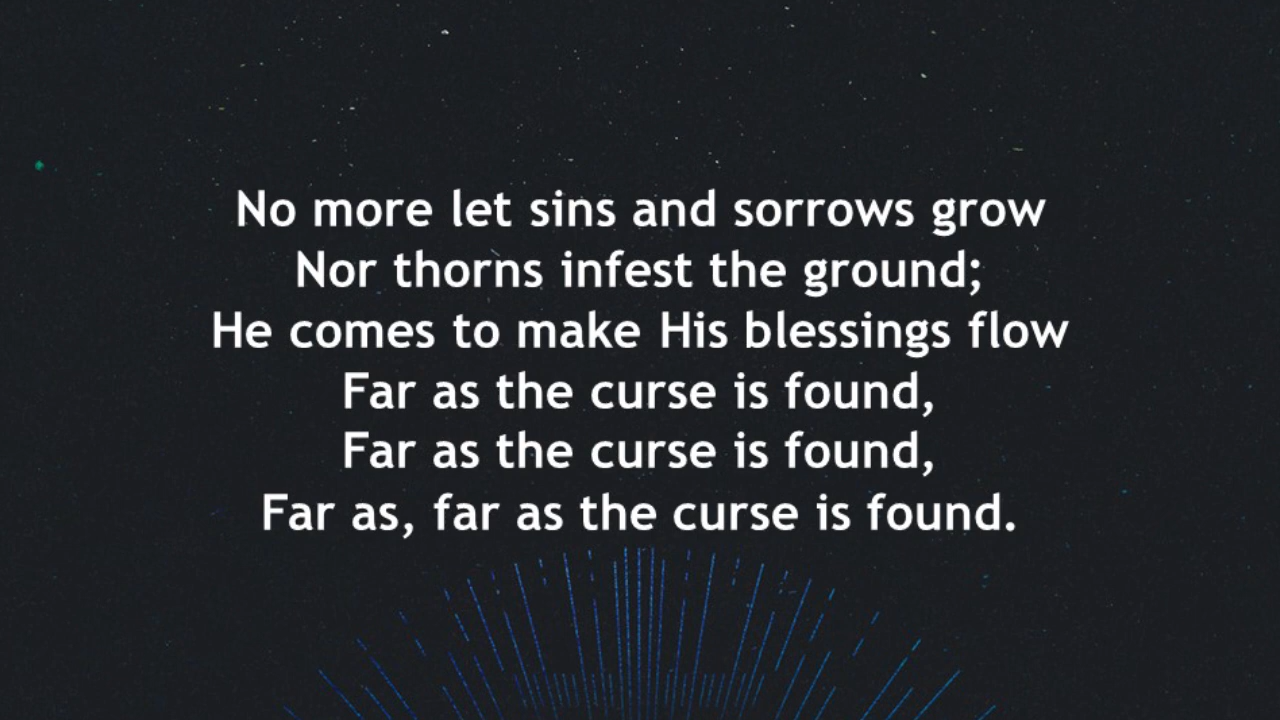 No more let sins and sorrows grow
Nor thorns infest the ground;
He comes to make His blessings flow
Far as the curse is found,
Far as the curse is found,
Far as, far as the curse is found.